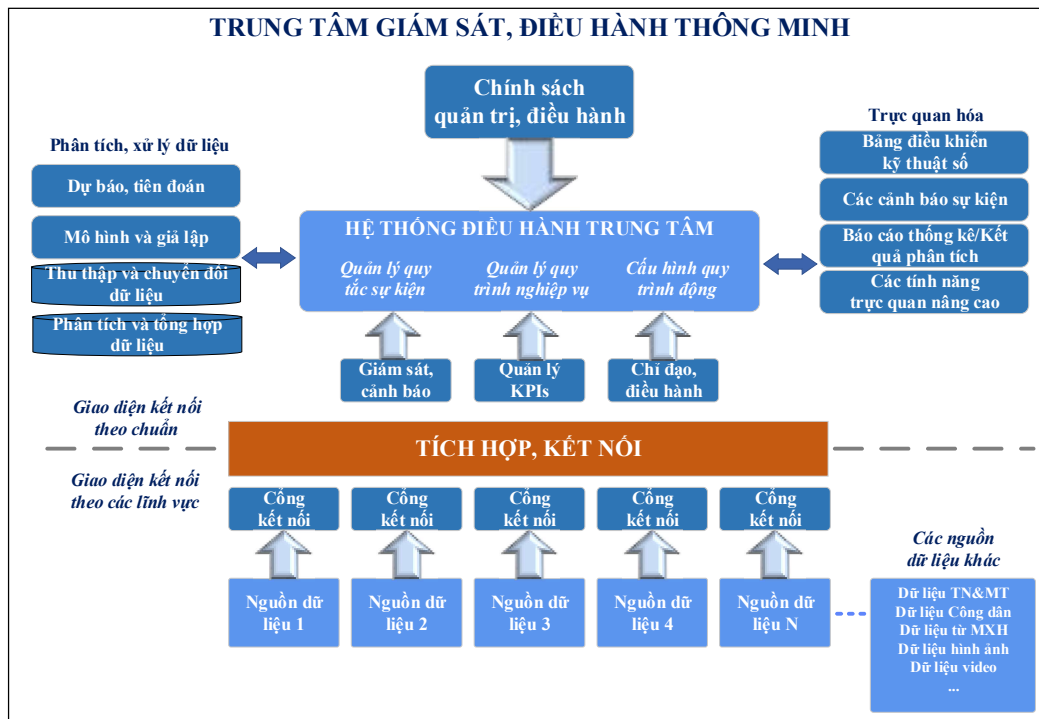 TRUNG TÂM GIÁM SÁT, ĐIỀU HÀNH THÔNG MINH
Chính sách
quản trị, điều hành
Phân tích, xử lý dữ liệu
Dự báo, tiên đoán
Mô hình và giả lập
Thu thập và chuyển đổi
dữ liệu
Phân tích và tổng hợp
dữ liệu
HỆ THỐNG ĐIỀU HÀNH TRUNG TÂM
Quản lý quy
tắc sự kiện
Quản lý quy
trình nghiệp vụ
Cấu hình quy
trình động
Trực quan hóa
Bảng điều khiển
kỹ thuật số
Các cảnh báo sự kiện
Báo cáo thống kê/Kết
quả phân tích
Các tính năng
trực quan nâng cao
Giám sát,
cảnh báo
Quản lý
KPIs
Chỉ đạo,
điều hành
Giao diện kết nối
theo chuẩn
TÍCH HỢP, KẾT NỐI
Giao diện kết nối
theo các lĩnh vực
Cổng
kết nối
Cổng
kết nối
Cổng
kết nối
Cổng
kết nối
Cổng
kết nối
Nguồn dữ
liệu 1
Nguồn dữ
liệu 2
Nguồn dữ
liệu 3
Nguồn dữ
liệu 4
Nguồn dữ
liệu N
Các nguồn
dữ liệu khác
Dữ liệu TN&MT
Dữ liệu Công dân
Dữ liệu từ MXH
Dữ liệu hình ảnh
Dữ liệu video
...